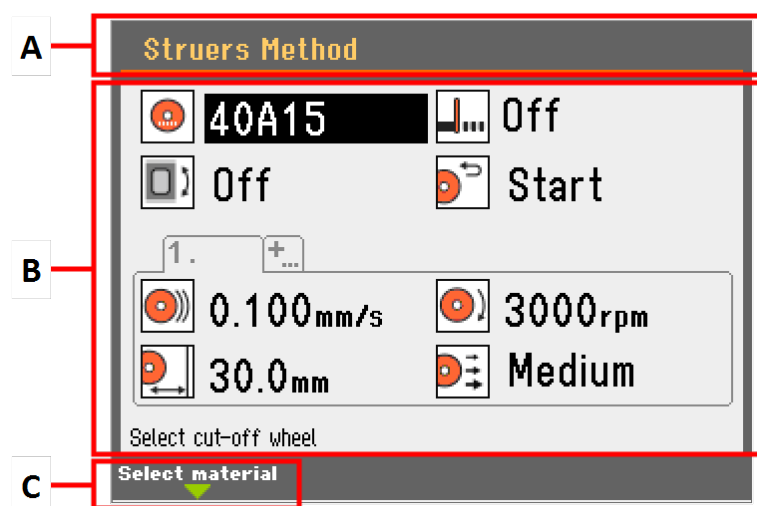 A
Struers Method
40A15 Off
Off Start
1. +...
B
0.100mm/s 3000rpm
30.0mm Medium
Select cut-off wheel
C
Select material